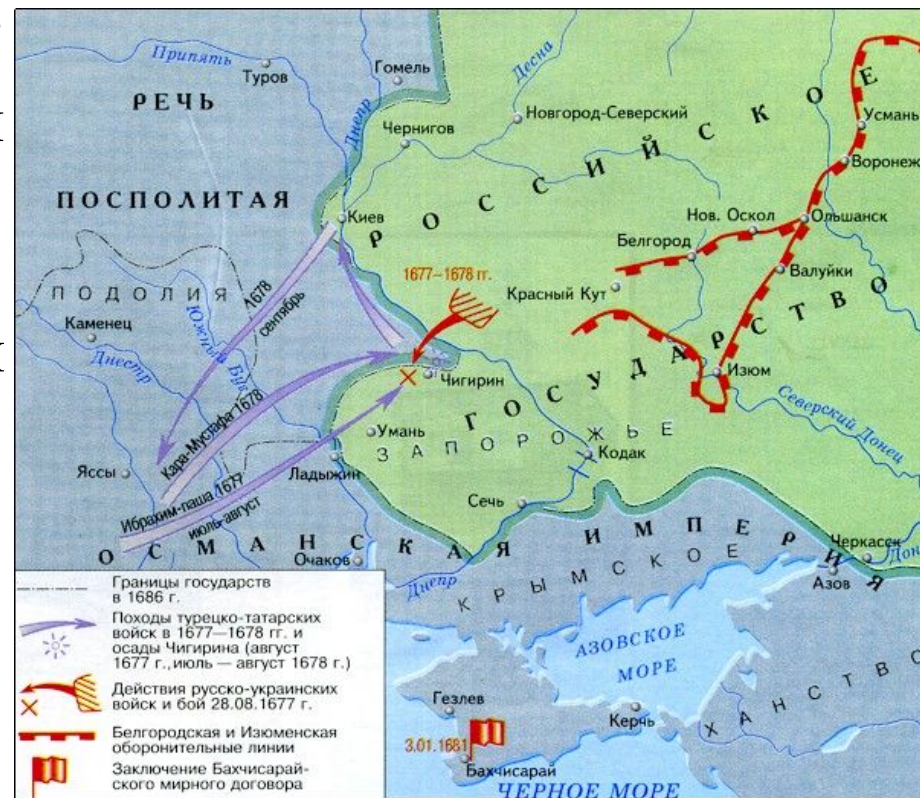 Припять
Туров
Гомель
Десна
РЕЧЬ
ПОСПОЛИТАЯ
Днепр
Чернигов
Новгород-Северский
РОССИЙСКОЕ
ГОСУДАРСТВО
Усмань
Воронеж
Киев
Нов. Оскол
Ольшанск
Белгород
Валуйки
1677–1678 гг.
Красный Кут
ПОДОЛИЯ
1678
сентябрь
Каменец
Южный Буг
Днестр
Чигирин
Изюм
Северский Донец
Кара-Мустафа 1678
Умань
ЗАПОРОЖЬЕ
Кодак
Яссы
Ладыжин
Ибрахим-паша 1677
июль-август
Сечь
ОСМАНСКАЯ ИМПЕРИЯ
Очаков
Днепр
КРЫМСКОЕ
ХАНСТВО
Черкасск
Дон
Азов
АЗОВСКОЕ
МОРЕ
Гезлев
Керчь
3.01.1681
Бахчисарай
ЧЕРНОЕ МОРЕ
Границы государств
в 1686 г.
Походы турецко-татарских
войск в 1677—1678 гг. и
осады Чигирина (август
1677 г., июль — август 1678 г.)
Действия русско-украинских
войск и бой 28.08.1677 г.
Белгородская и Изюменская
оборонительные линии
Заключение Бахчисарай-
ского мирного договора